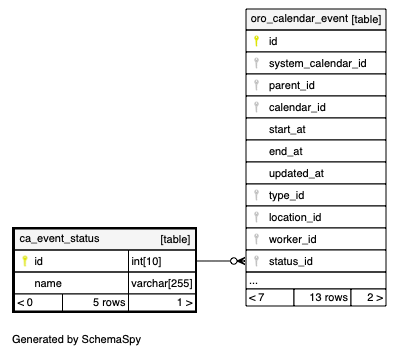 oro_calendar_event [table]
id
system_calendar_id
parent_id
calendar_id
start_at
end_at
updated_at
type_id
location_id
worker_id
status_id
...
< 7 13 rows 2 >
ca_event_status [table]
id int[10]
name varchar[255]
< 0 5 rows 1 >
Generated by SchemaSpy